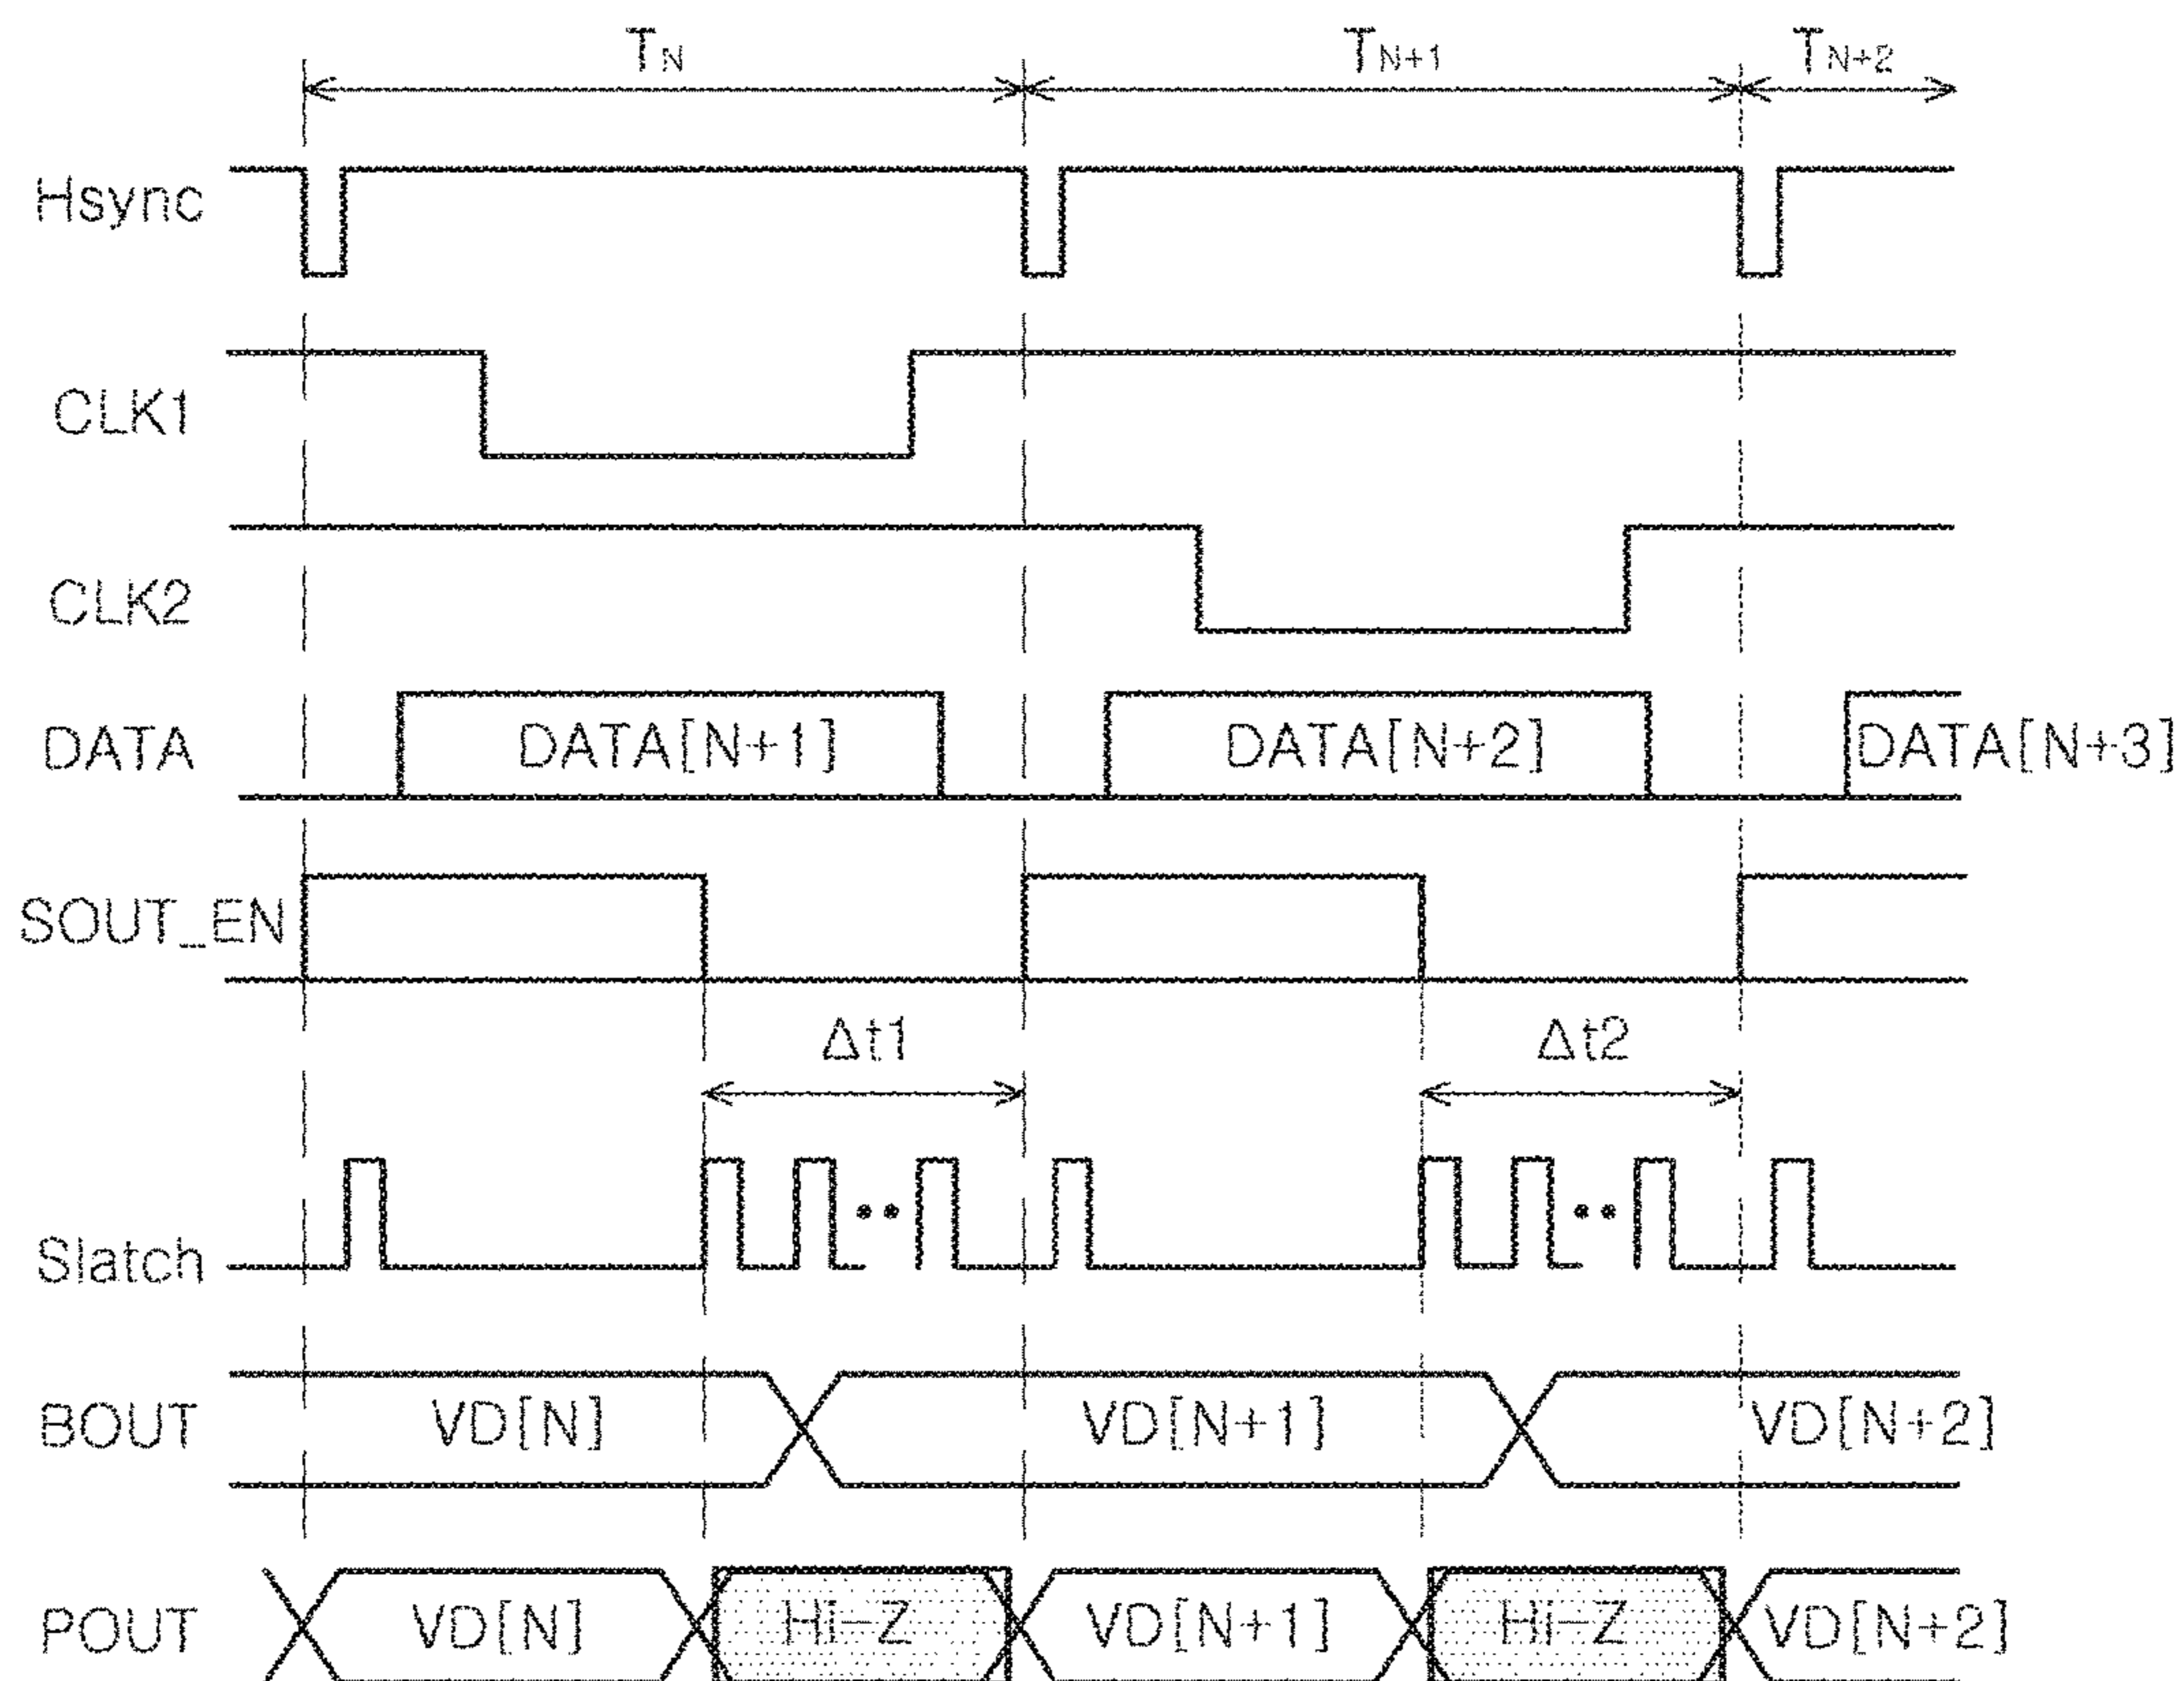 TN TN+1 TN+2
Hsync
CLK1
CLK2
DATA DATA[N+1] DATA[N+2] DATA[N+3]
SOUT_EN
Δt1 Δt2
Slatch
BOUT VD[N] VD[N+1] VD[N+2]
POUT VD[N] Hi-Z VD[N+1] Hi-Z VD[N+2]